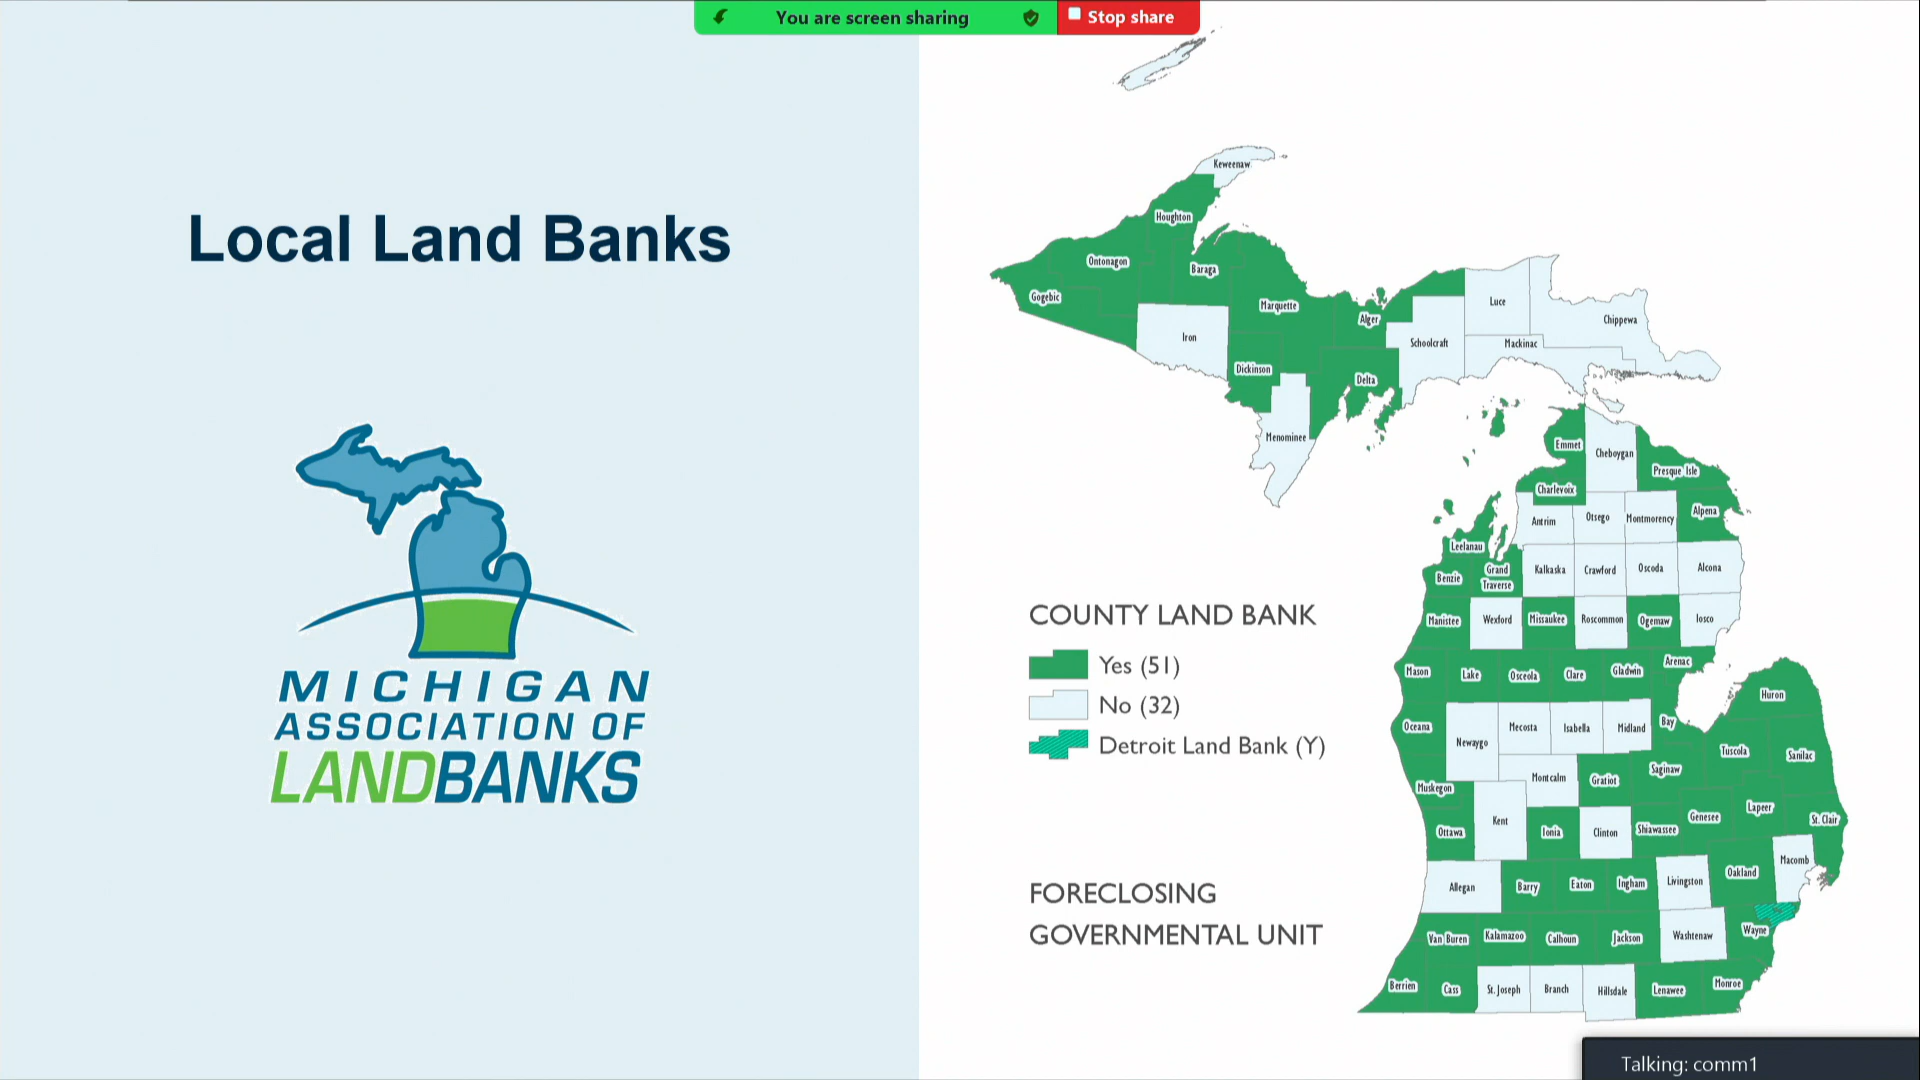 You are screen sharing
Stop share
Local Land Banks
MICHIGAN
ASSOCIATION OF
LANDBANKS
Keweenaw
Houghton
Ontonagon
Baraga
Gogebic
Marquette
Iron
Alger
Dickinson
Delta
Menominee
Schoolcraft
Luce
Mackinac
Chippewa
Emmet
Cheboygan
Presque Isle
Charlevoix
Antrim
Otsego
Montmorency
Alpena
Leelanau
Benzie
Grand
Traverse
Kalkaska
Crawford
Oscoda
Alcona
Manistee
Wexford
Missaukee
Roscommon
Ogemaw
Iosco
Mason
Lake
Osceola
Clare
Gladwin
Arenac
Huron
Oceana
Newaygo
Mecosta
Isabella
Midland
Bay
Tuscola
Sanilac
Muskegon
Montcalm
Gratiot
Saginaw
Lapeer
St. Clair
Ottawa
Kent
Ionia
Clinton
Shiawassee
Genesee
Macomb
Allegan
Barry
Eaton
Ingham
Livingston
Oakland
Van Buren
Kalamazoo
Calhoun
Jackson
Washtenaw
Wayne
Berrien
Cass
St. Joseph
Branch
Hillsdale
Lenawee
Monroe
COUNTY LAND BANK
Yes (51)
No (32)
Detroit Land Bank (Y)
FORECLOSING
GOVERNMENTAL UNIT
Talking: comm1